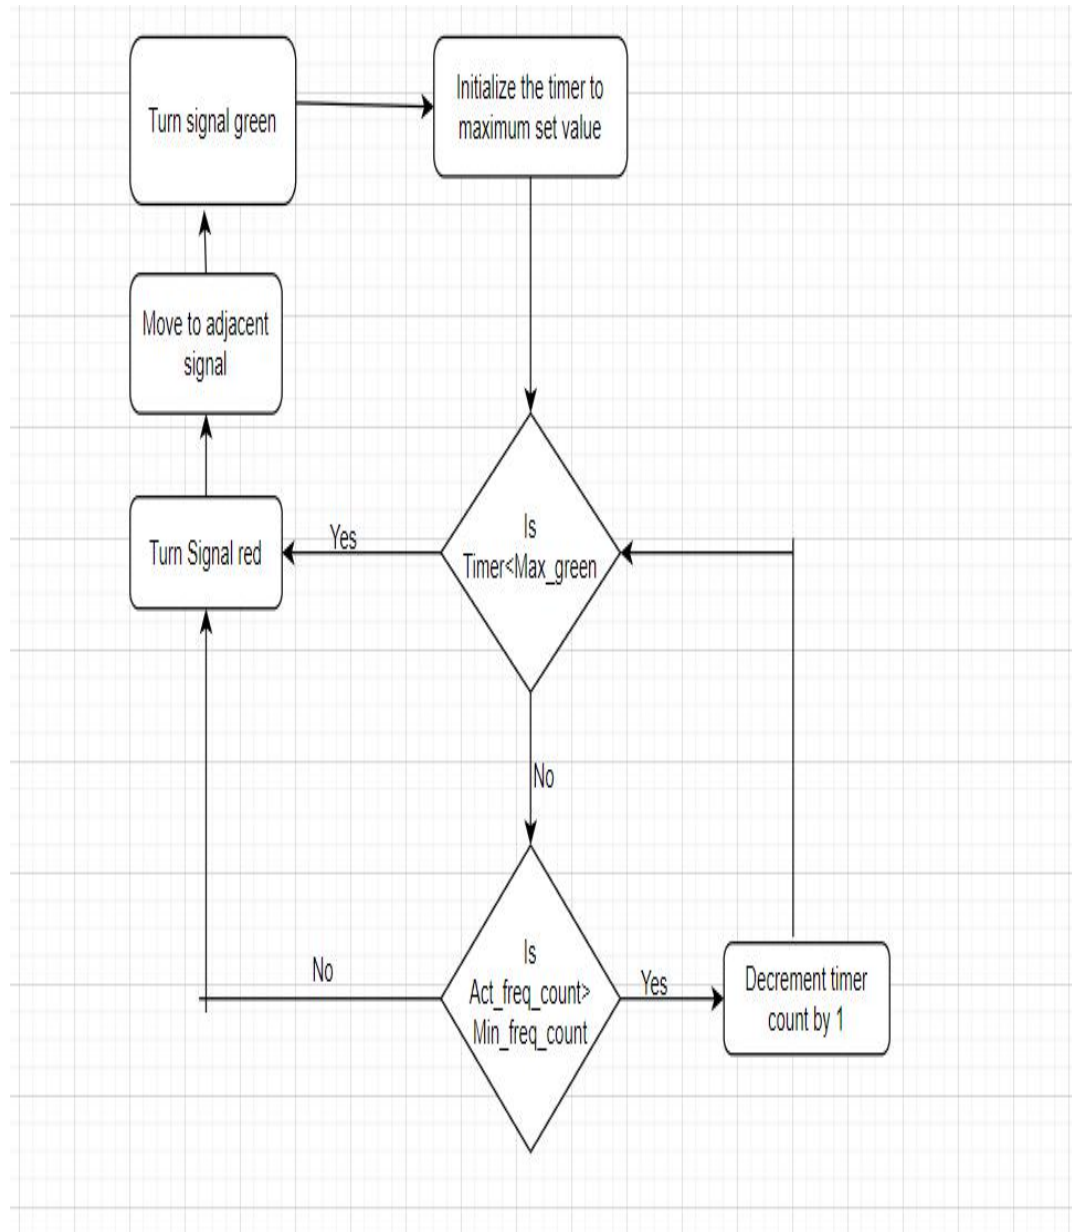 Turn signal green
Initialize the timer to
maximum set value
Move to adjacent
signal
Turn Signal red
Yes
Is
Timer<Max_green
No
Is
Act_freq_count>
Min_freq_count
No
Yes
Decrement timer
count by 1